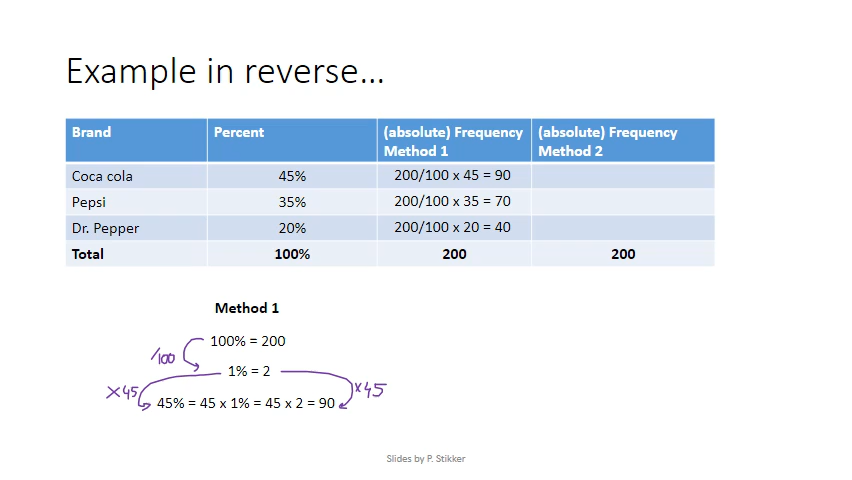 Example in reverse...
Brand Percent (absolute) Frequency Method 1 (absolute) Frequency Method 2
Coca cola 45% 200/100 x 45 = 90
Pepsi 35% 200/100 x 35 = 70
Dr. Pepper 20% 200/100 x 20 = 40
Total 100% 200 200
Method 1
100% = 200
/100
1% = 2
×45 ×45
45% = 45 x 1% = 45 x 2 = 90
Slides by P. Stikker